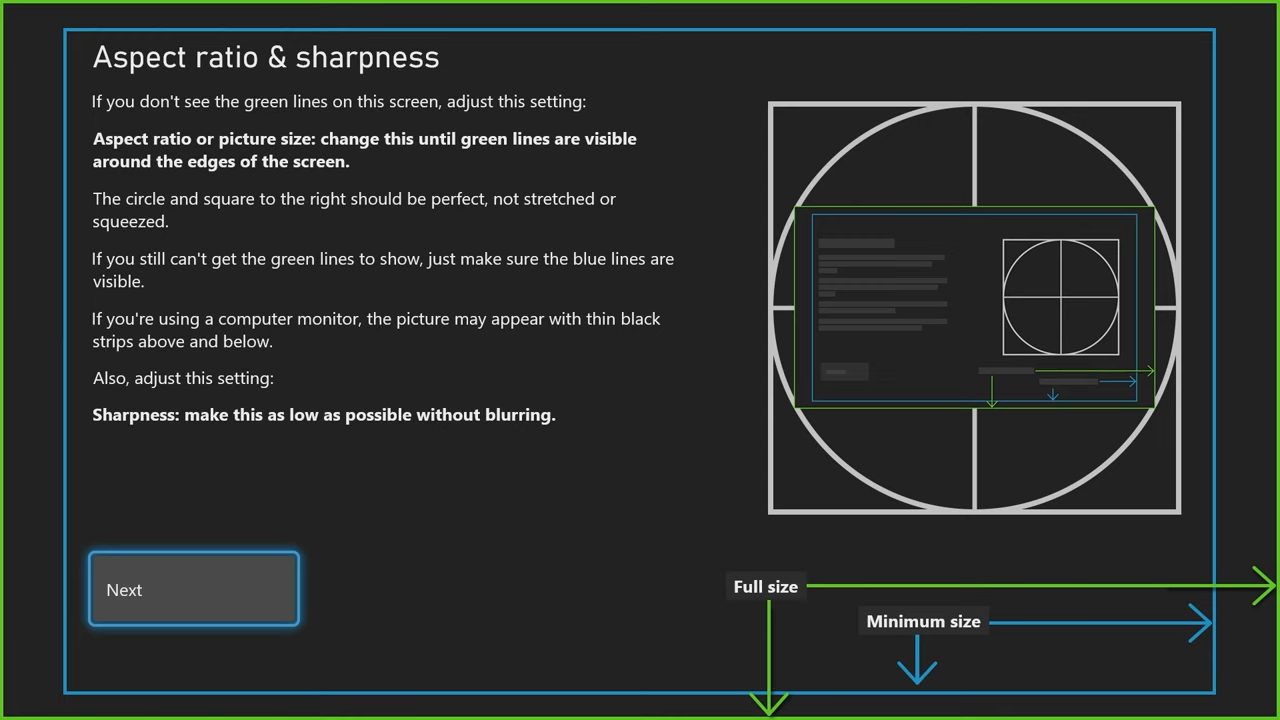 Aspect ratio & sharpness
If you don't see the green lines on this screen, adjust this setting:
Aspect ratio or picture size: change this until green lines are visible
around the edges of the screen.
The circle and square to the right should be perfect, not stretched or
squeezed.
If you still can't get the green lines to show, just make sure the blue lines are
visible.
If you're using a computer monitor, the picture may appear with thin black
strips above and below.
Also, adjust this setting:
Sharpness: make this as low as possible without blurring.
Next
Full size
Minimum size